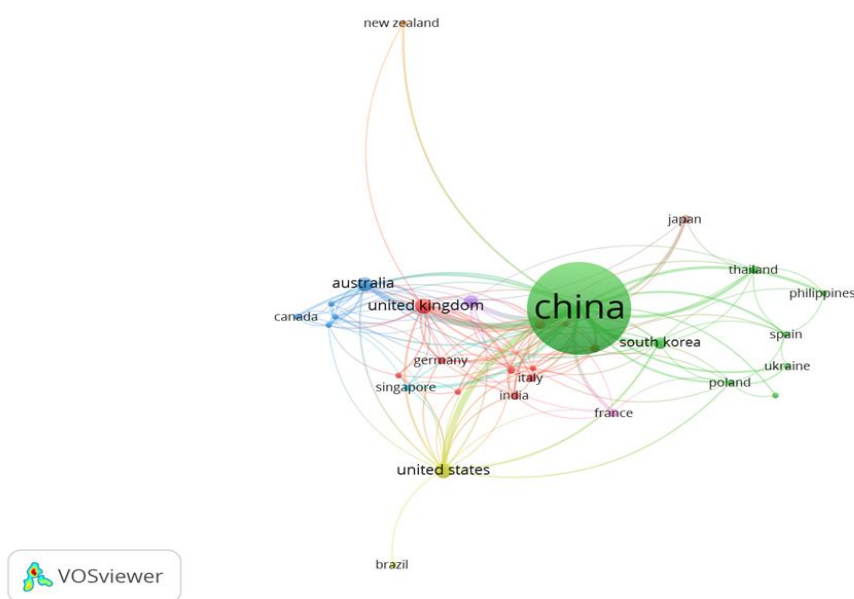 new zealand
japan
thailand
australia
philippines
united kingdom
china
canada
spain
south korea
germany
ukraine
italy
poland
singapore
india
france
united states
brazil
VOSviewer